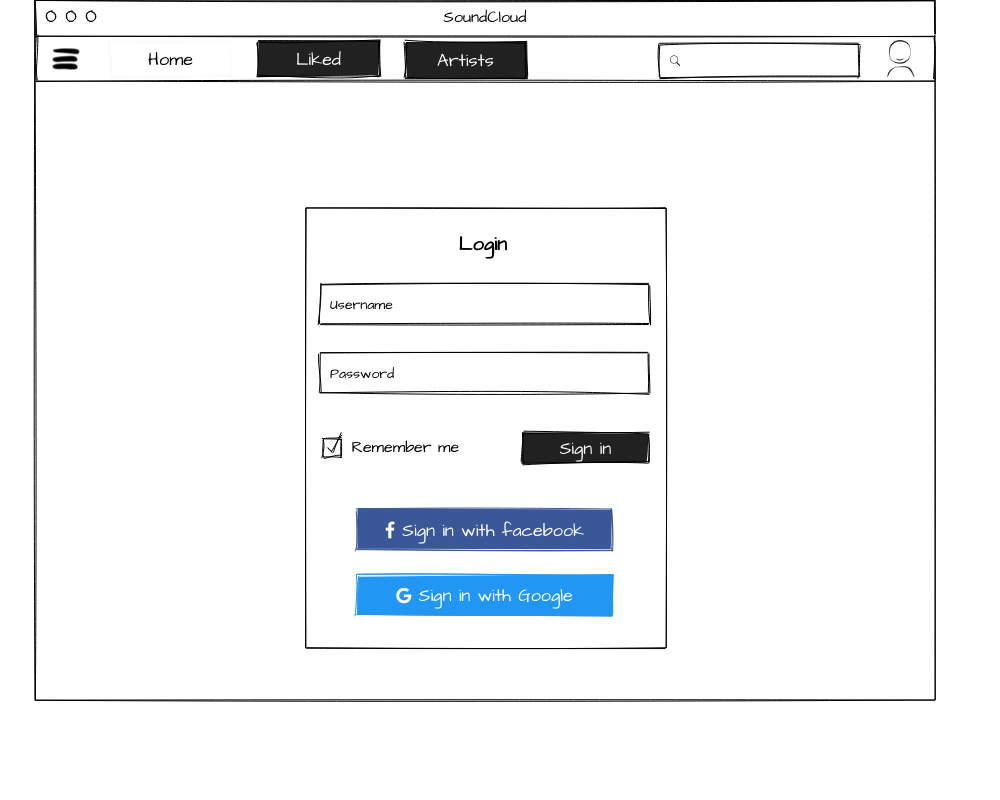 SoundCloud
Home
Liked
Artists
Login
Username
Password
Remember me
Sign in
f Sign in with facebook
G Sign in with Google